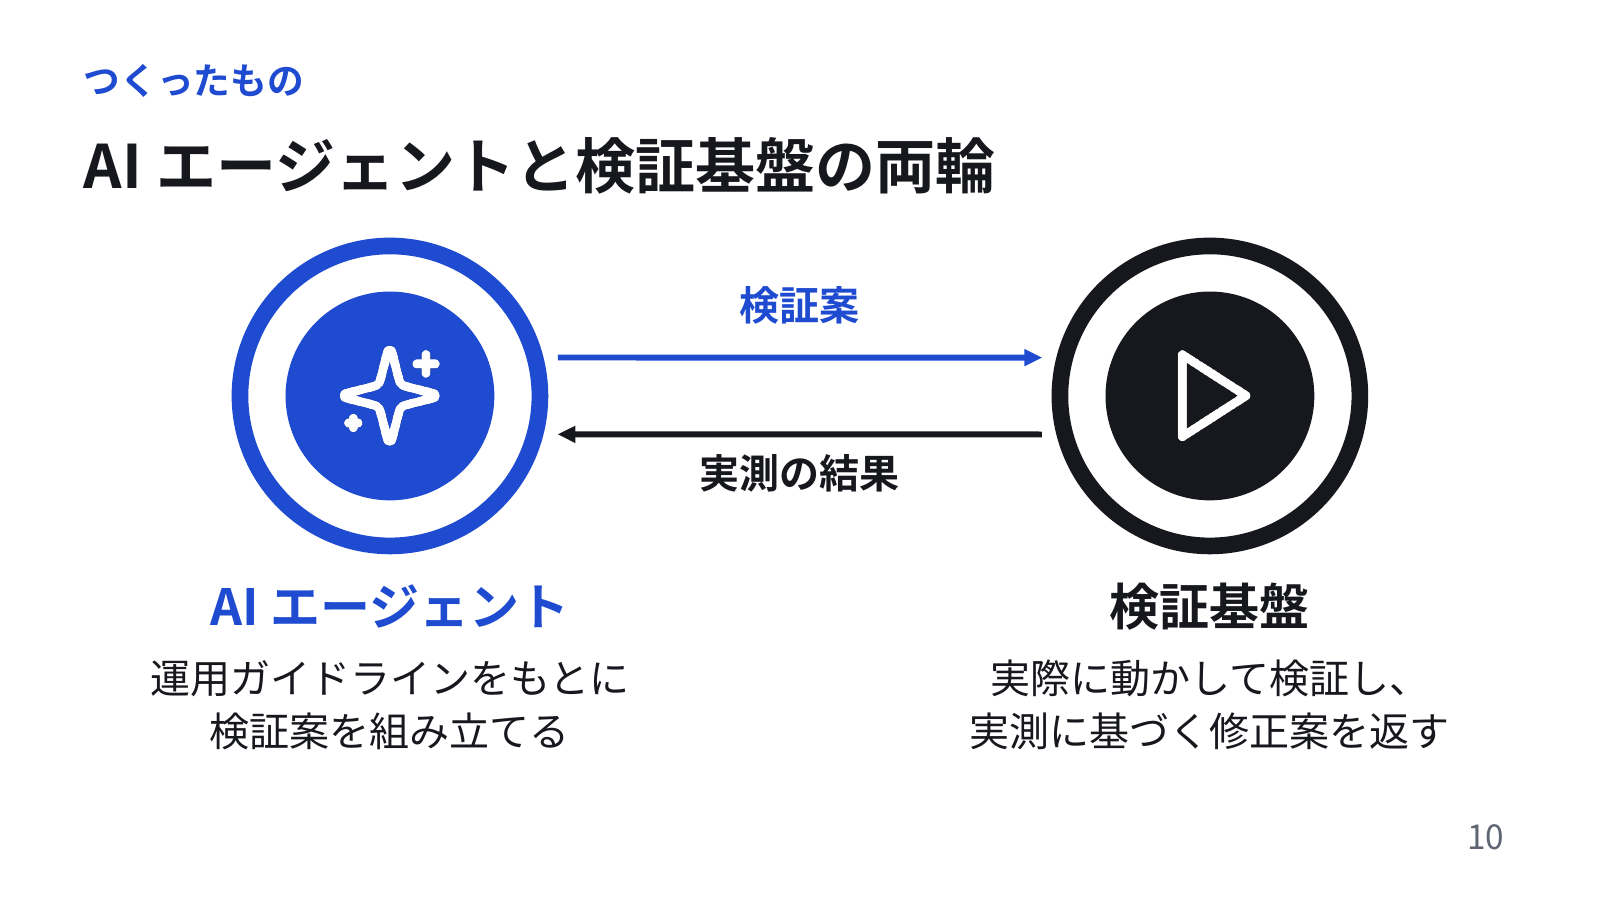 つくったもの
AI エージェントと検証基盤の両輪
検証案
実測の結果
AI エージェント
運用ガイドラインをもとに
検証案を組み立てる
検証基盤
実際に動かして検証し、
実測に基づく修正案を返す
10